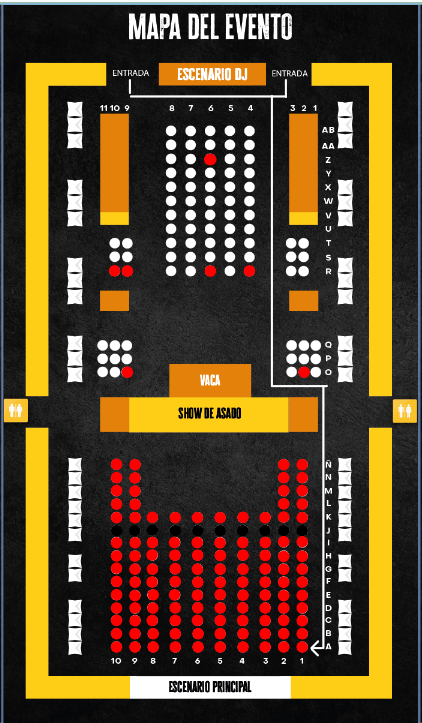 MAPA DEL EVENTO
ENTRADA ESCENARIO DJ ENTRADA
11 10 9 8 7 6 5 4 3 2 1
AB
AA
Z
Y
X
W
V
U
T
S
R
Q
P
O
VACA
SHOW DE ASADO
Ñ
N
M
L
K
J
I
H
G
F
E
D
C
B
A
10 9 8 7 6 5 4 3 2 1
ESCENARIO PRINCIPAL